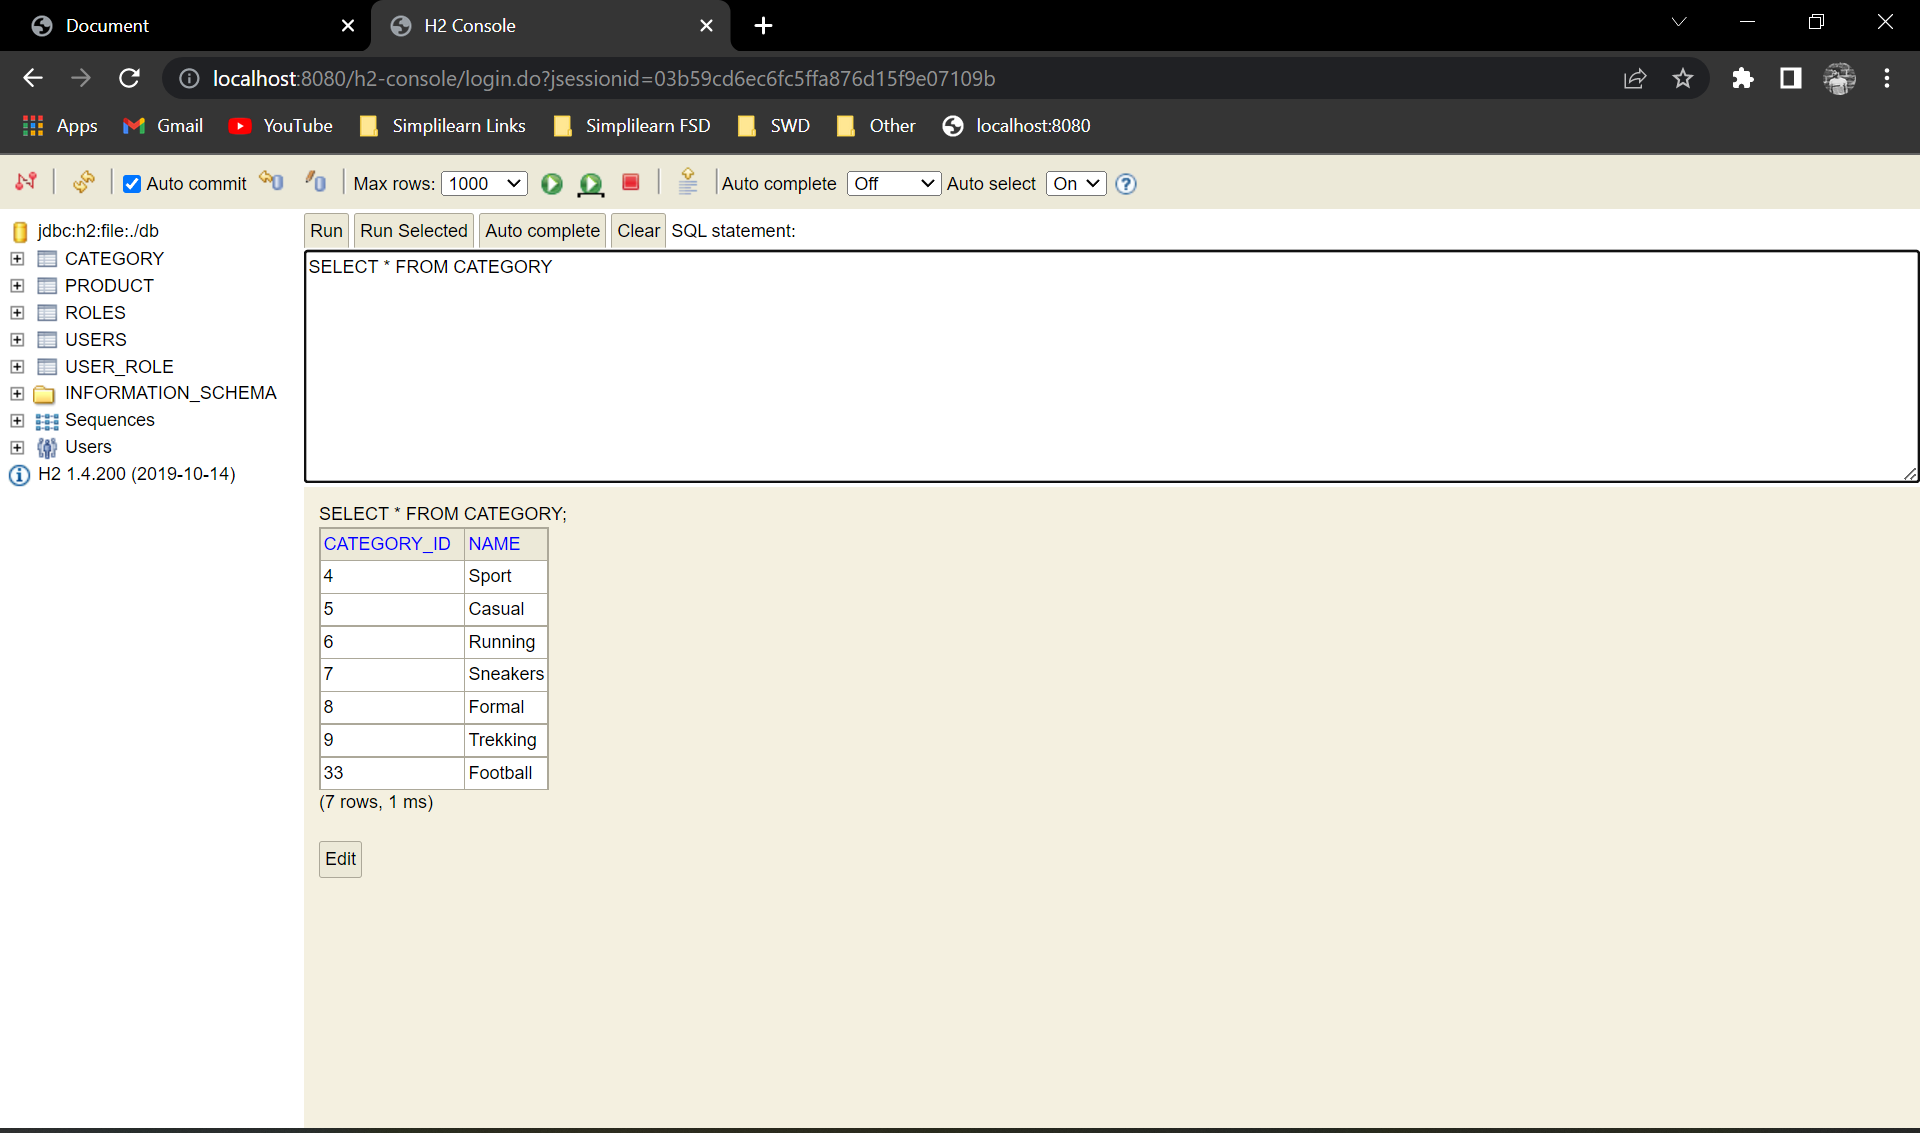 Document
H2 Console
localhost:8080/h2-console/login.do?jsessionid=03b59cd6ec6fc5ffa876d15f9e07109b
Apps Gmail YouTube Simplilearn Links Simplilearn FSD SWD Other localhost:8080
Auto commit Max rows: 1000 Auto complete Off Auto select On
jdbc:h2:file:./db
CATEGORY
PRODUCT
ROLES
USERS
USER_ROLE
INFORMATION_SCHEMA
Sequences
Users
H2 1.4.200 (2019-10-14)
Run Run Selected Auto complete Clear SQL statement:
SELECT * FROM CATEGORY
SELECT * FROM CATEGORY;
CATEGORY_ID NAME
4 Sport
5 Casual
6 Running
7 Sneakers
8 Formal
9 Trekking
33 Football
(7 rows, 1 ms)
Edit